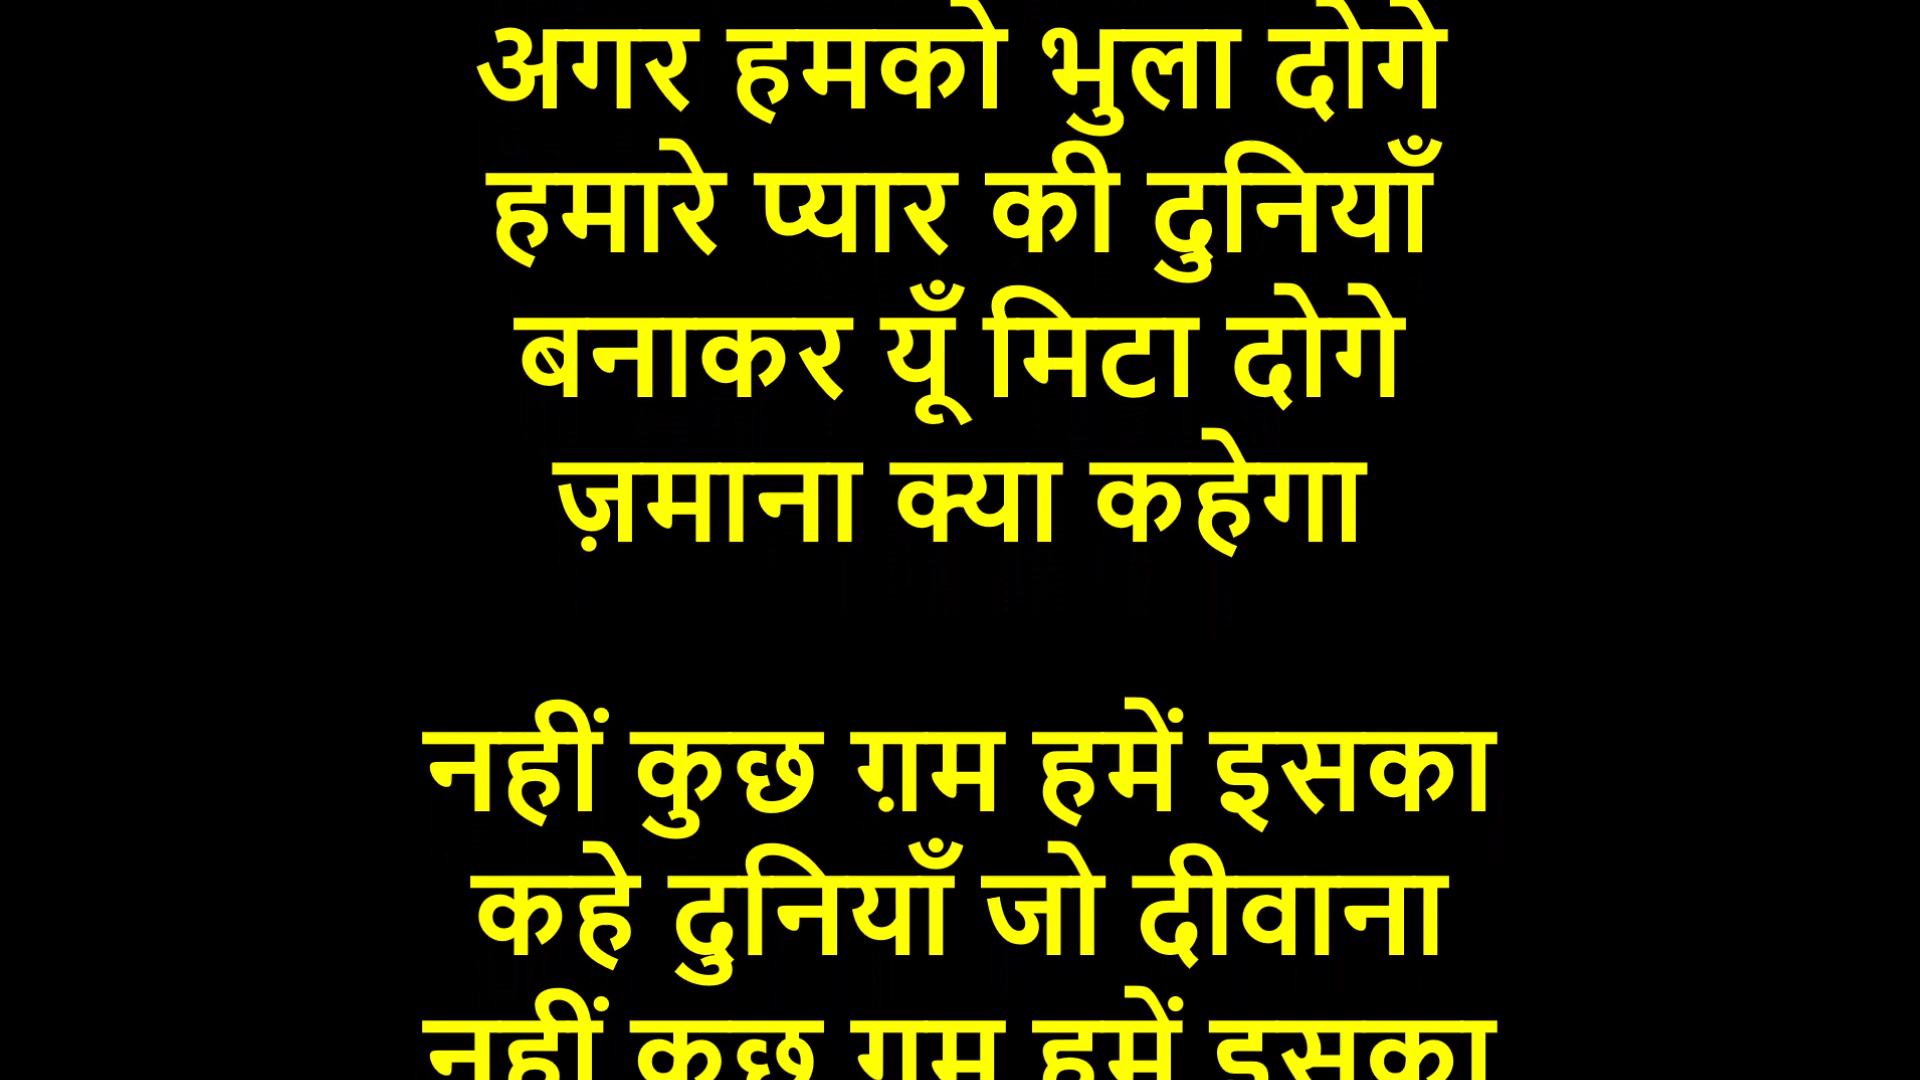 अगर हमको भुला दोगे
हमारे प्यार की दुनियाँ
बनाकर यूँ मिटा दोगे
ज़माना क्या कहेगा
नहीं कुछ ग़म हमें इसका
कहे दुनियाँ जो दीवाना
नहीं कुछ ग़म हमें इसका